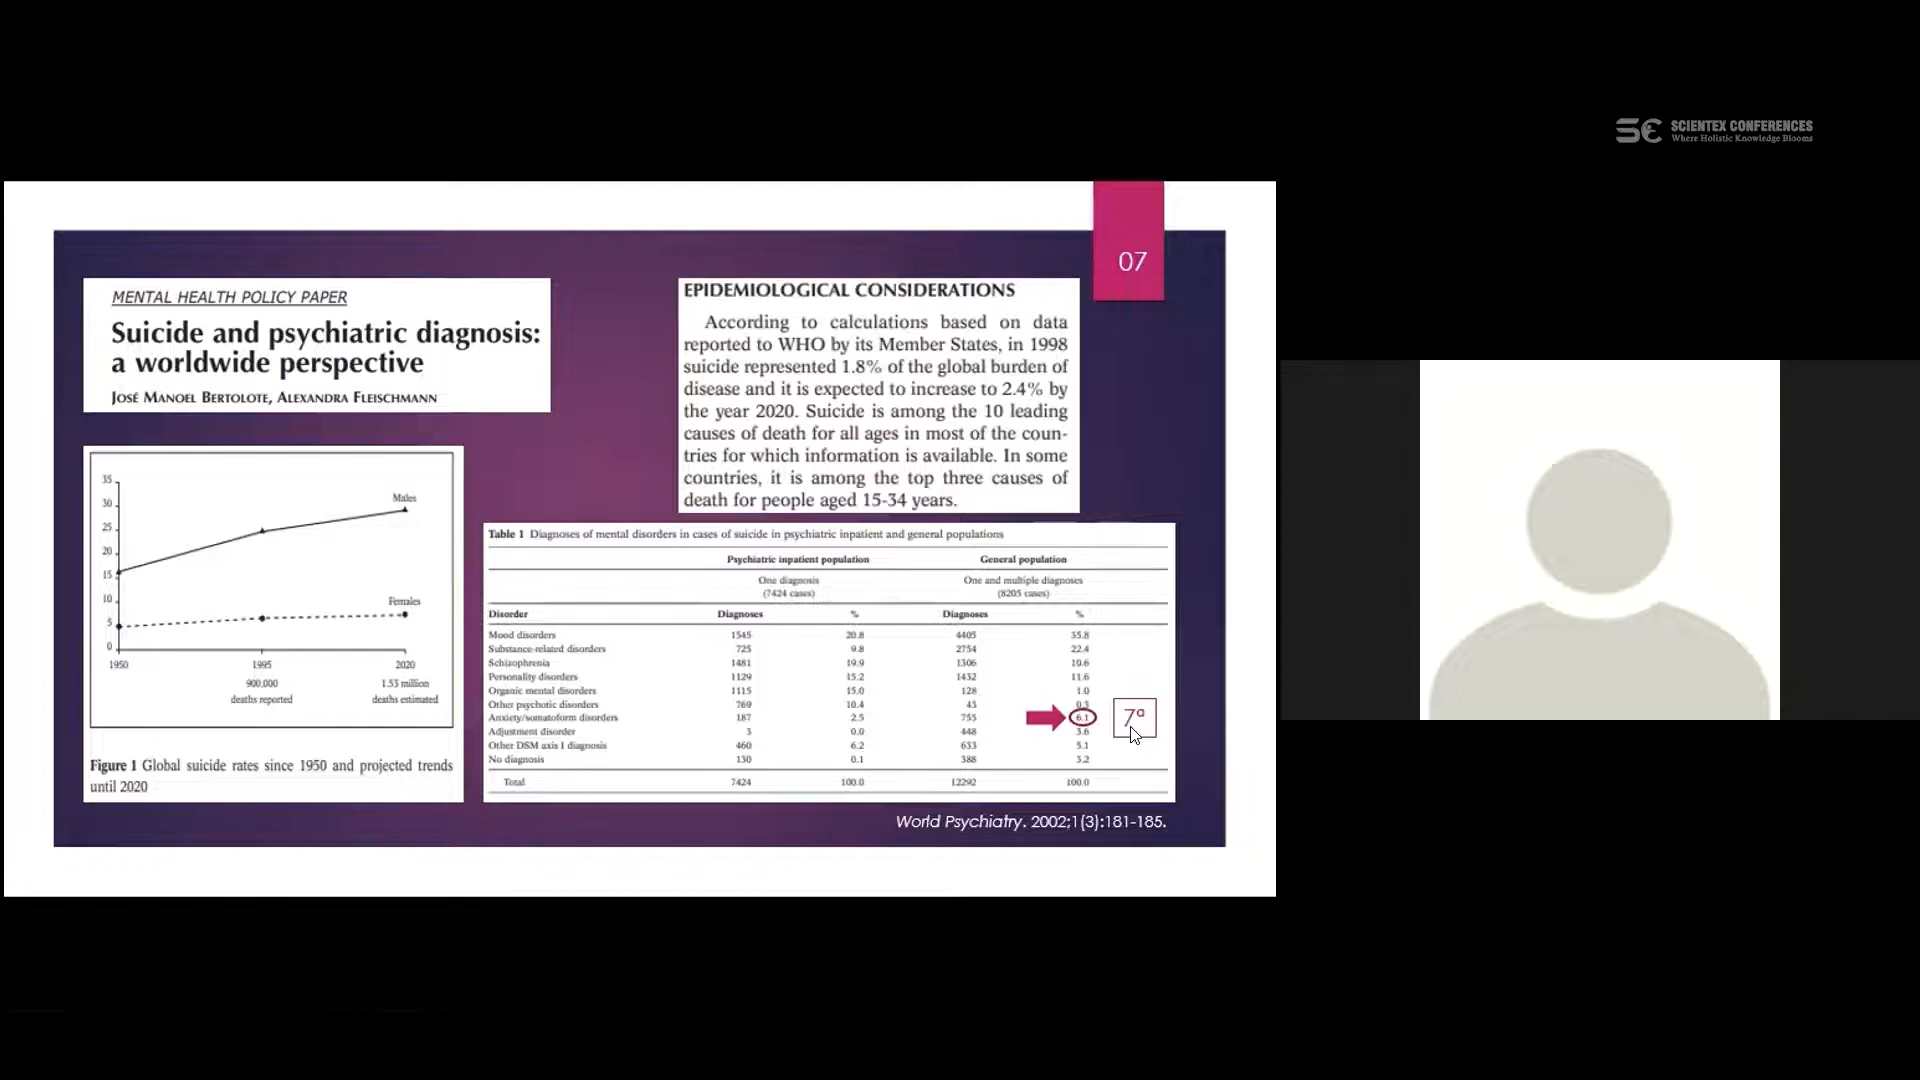 SCIENTEX CONFERENCES
Where Holistic Knowledge Blooms
07
MENTAL HEALTH POLICY PAPER
Suicide and psychiatric diagnosis:
a worldwide perspective
JOSÉ MANOEL BERTOLOTE, ALEXANDRA FLEISCHMANN
EPIDEMIOLOGICAL CONSIDERATIONS
According to calculations based on data
reported to WHO by its Member States, in 1998
suicide represented 1.8% of the global burden of
disease and it is expected to increase to 2.4% by
the year 2020. Suicide is among the 10 leading
causes of death for all ages in most of the coun-
tries for which information is available. In some
countries, it is among the top three causes of
death for people aged 15-34 years.
35
30
25
20
15
10
5
0
Males
Females
1950 1995 2020
900,000 1.53 million
deaths reported deaths estimated
Figure 1 Global suicide rates since 1950 and projected trends
until 2020
Table 1 Diagnoses of mental disorders in cases of suicide in psychiatric inpatient and general populations
Psychiatric inpatient population General population
One diagnosis One and multiple diagnoses
(7424 cases) (8205 cases)
Disorder Diagnoses % Diagnoses %
Mood disorders 1545 20.8 4405 35.8
Substance-related disorders 725 9.8 2754 22.4
Schizophrenia 1481 19.9 1306 10.6
Personality disorders 1129 15.2 1432 11.6
Organic mental disorders 1115 15.0 128 1.0
Other psychotic disorders 769 10.4 43 0.3
Anxiety/somatoform disorders 187 2.5 755 6.1
Adjustment disorder 3 0.0 448 3.6
Other DSM axis I diagnosis 460 6.2 633 5.1
No diagnosis 130 0.1 388 3.2
Total 7424 100.0 12292 100.0
7ª
World Psychiatry. 2002;1(3):181-185.